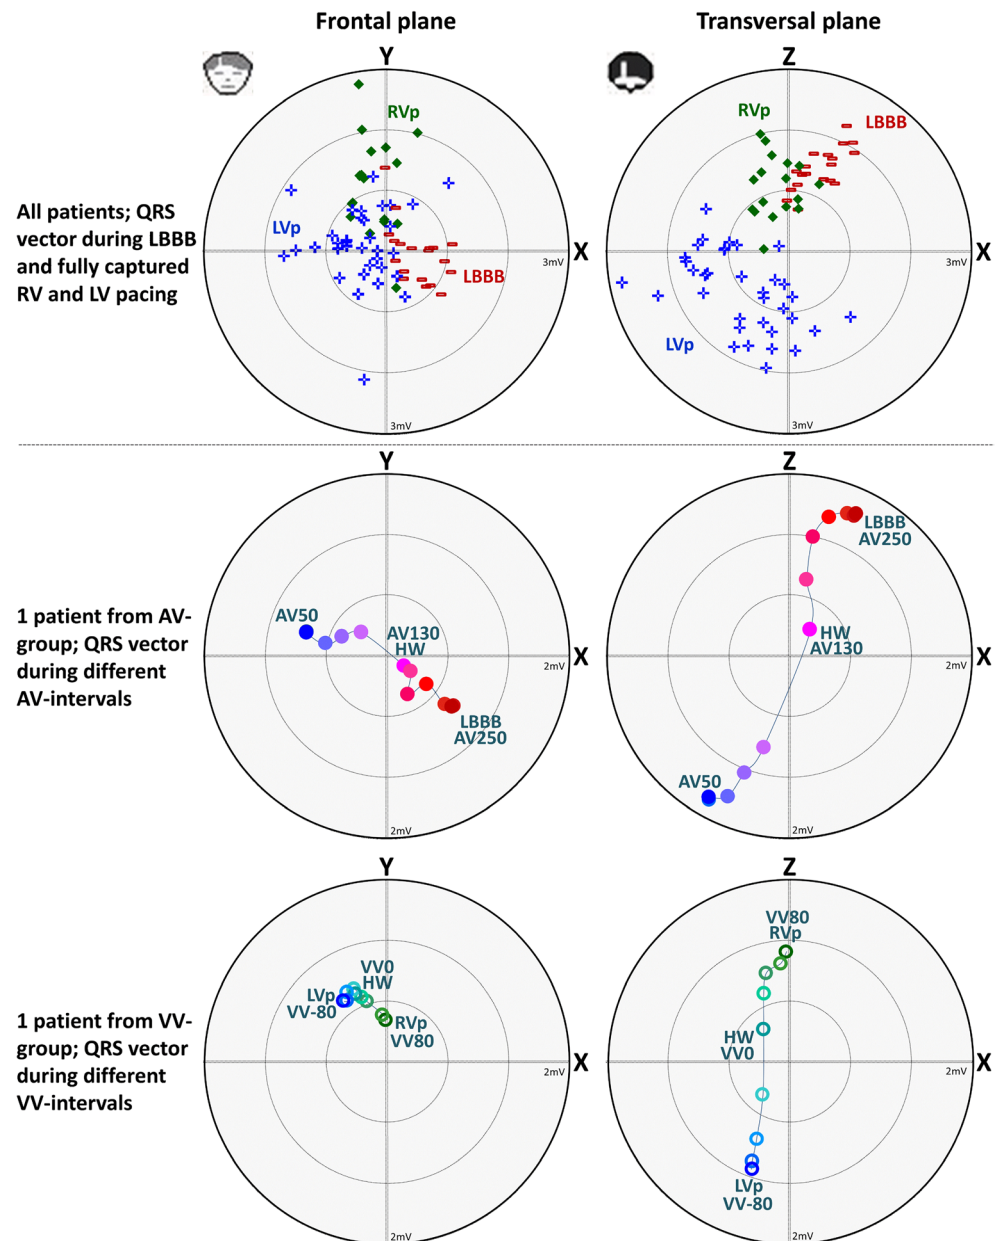 Frontal plane
Transversal plane
Y
Z
RVp
RVp
LBBB
All patients; QRS
vector during LBBB
and fully captured
RV and LV pacing
LVp
X
3mV
LBBB
X
3mV
LVp
3mV
3mV
Y
Z
LBBB
AV250
1 patient from AV-
group; QRS vector
during different
AV-intervals
AV50
AV130
HW
X
2mV
LBBB
AV250
HW
AV130
X
2mV
AV50
2mV
2mV
Y
Z
VV80
RVp
VV0
HW
LVp
VV-80
RVp
VV80
1 patient from VV-
group; QRS vector
during different
VV-intervals
X
2mV
HW
VV0
X
2mV
LVp
VV-80
2mV
2mV